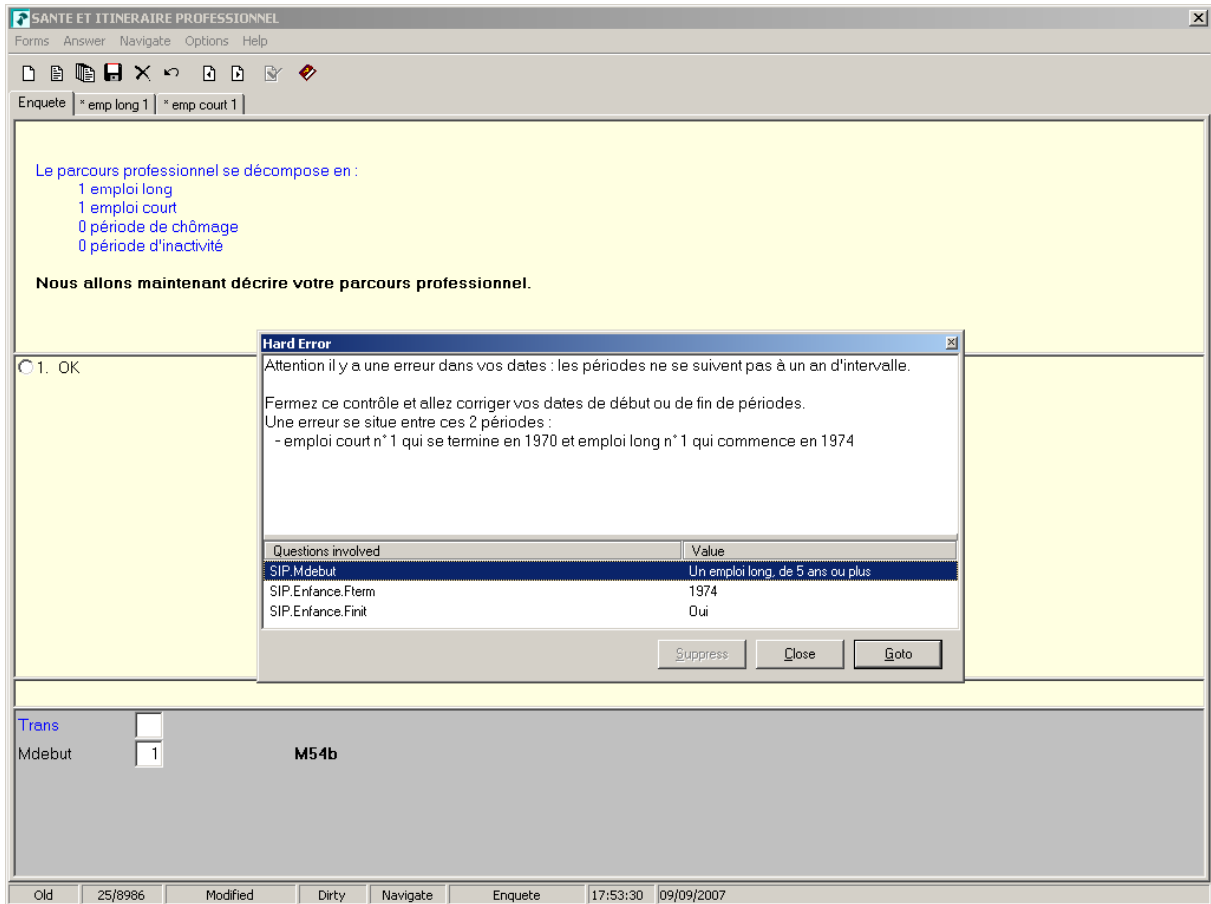 SANTE ET ITINERAIRE PROFESSIONNEL
Forms Answer Navigate Options Help
Enquete * emp long 1 * emp court 1
Le parcours professionnel se décompose en :
1 emploi long
1 emploi court
0 période de chômage
0 période d'inactivité
Nous allons maintenant décrire votre parcours professionnel.
Hard Error
1. OK
Attention il y a une erreur dans vos dates : les périodes ne se suivent pas à un an d'intervalle.
Fermez ce contrôle et allez corriger vos dates de début ou de fin de périodes.
Une erreur se situe entre ces 2 périodes :
- emploi court n°1 qui se termine en 1970 et emploi long n°1 qui commence en 1974
Questions involved Value
SIP.Mdebut Un emploi long, de 5 ans ou plus
SIP.Enfance.Fterm 1974
SIP.Enfance.Finit Oui
Suppress Close Goto
Trans
Mdebut 1 M54b
Old 25/8986 Modified Dirty Navigate Enquete 17:53:30 09/09/2007